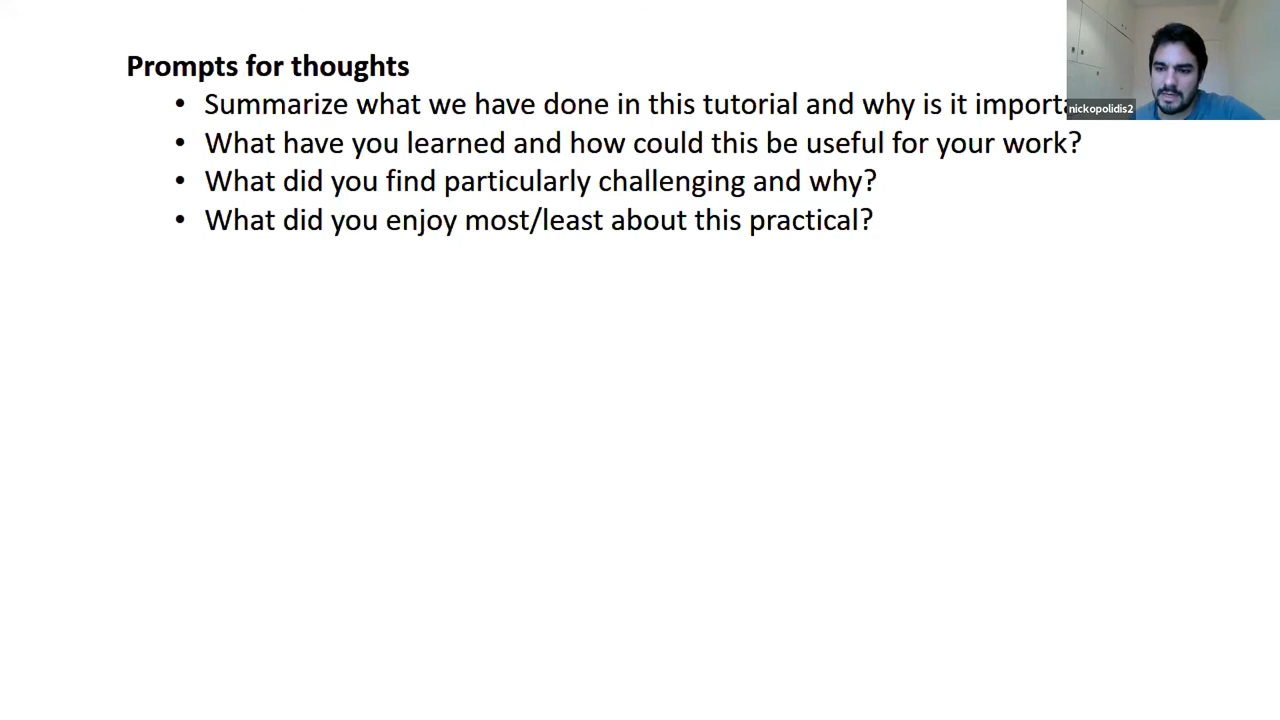 Prompts for thoughts
• Summarize what we have done in this tutorial and why is it
• What have you learned and how could this be useful for your work?
• What did you find particularly challenging and why?
• What did you enjoy most/least about this practical?
nickopolidis2